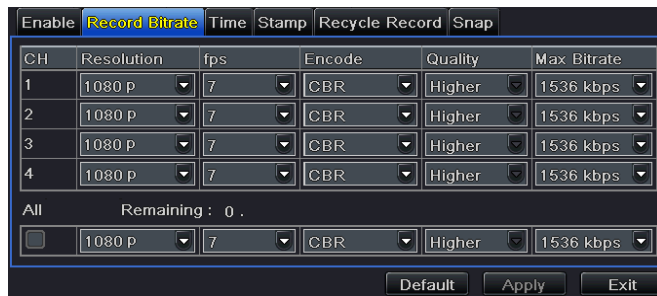 Enable Record Bitrate Time Stamp Recycle Record Snap
CH Resolution fps Encode Quality Max Bitrate
1 1080 P 7 CBR Higher 1536 kbps
2 1080 P 7 CBR Higher 1536 kbps
3 1080 P 7 CBR Higher 1536 kbps
4 1080 P 7 CBR Higher 1536 kbps
All Remaining : 0 .
1080 P 7 CBR Higher 1536 kbps
Default Apply Exit